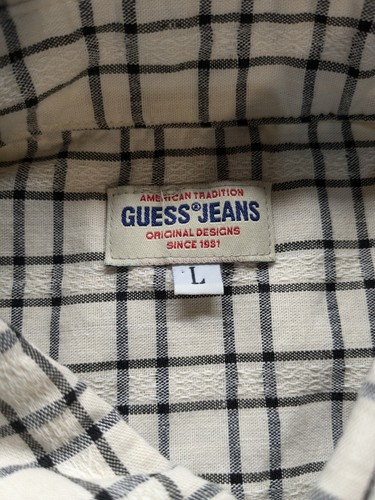 AMERICAN TRADITION
GUESS®JEANS
ORIGINAL DESIGNS
SINCE 1981
L